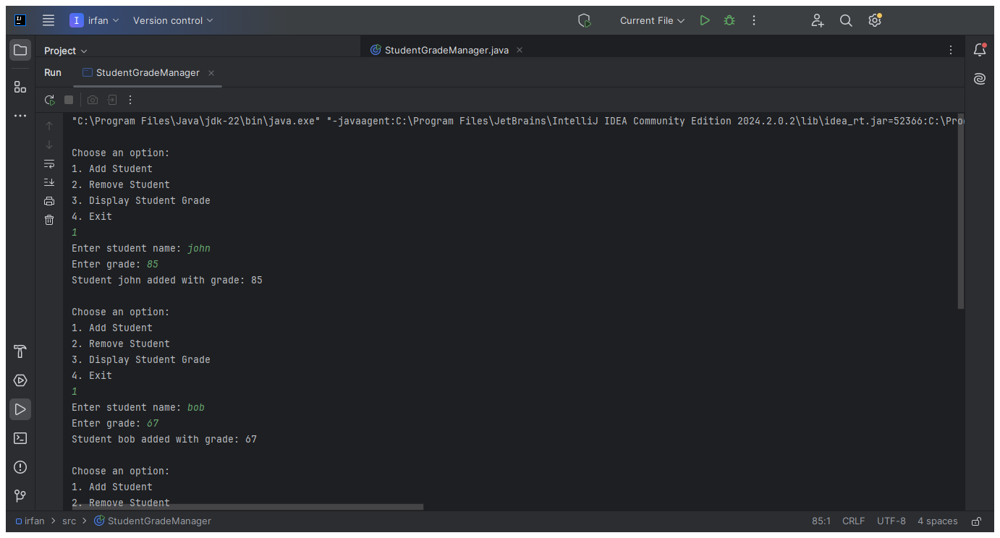 irfan Version control Current File
Project StudentGradeManager.java
Run StudentGradeManager
"C:\Program Files\Java\jdk-22\bin\java.exe" "-javaagent:C:\Program Files\JetBrains\IntelliJ IDEA Community Edition 2024.2.0.2\lib\idea_rt.jar=52366:C:\Pro
Choose an option:
1. Add Student
2. Remove Student
3. Display Student Grade
4. Exit
1
Enter student name: john
Enter grade: 85
Student john added with grade: 85
Choose an option:
1. Add Student
2. Remove Student
3. Display Student Grade
4. Exit
1
Enter student name: bob
Enter grade: 67
Student bob added with grade: 67
Choose an option:
1. Add Student
2. Remove Student
irfan > src > StudentGradeManager 85:1 CRLF UTF-8 4 spaces